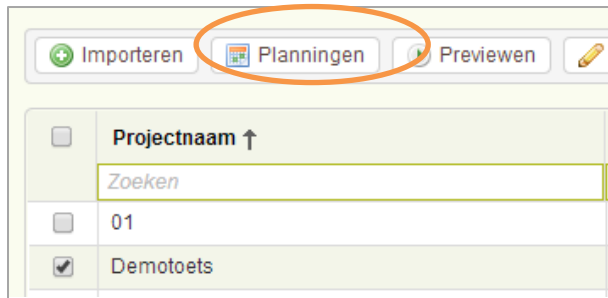 Importeren Planningen Previewen
Projectnaam ↑
Zoeken
01
Demotoets